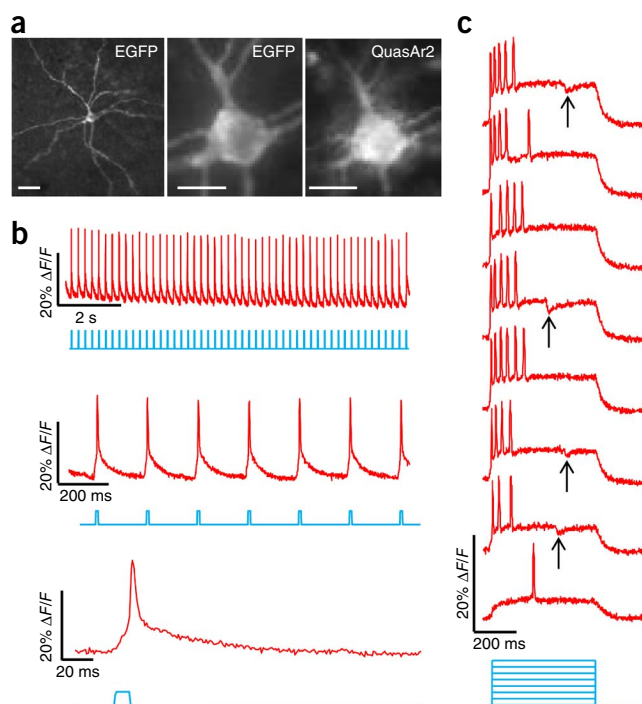 a
EGFP
EGFP
QuasAr2
b
20% ΔF/F
2 s
20% ΔF/F
200 ms
20% ΔF/F
20 ms
c
20% ΔF/F
200 ms